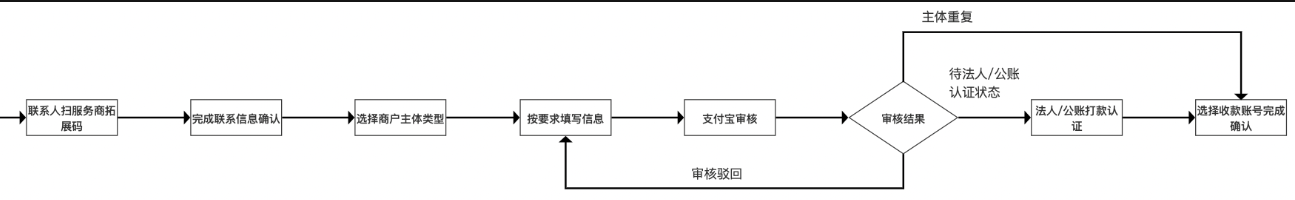 主体重复
待法人/公账
认证状态
联系人扫服务商拓
展码
完成联系信息确认
选择商户主体类型
按要求填写信息
支付宝审核
审核结果
法人/公账打款认
证
选择收款账号完成
确认
审核驳回